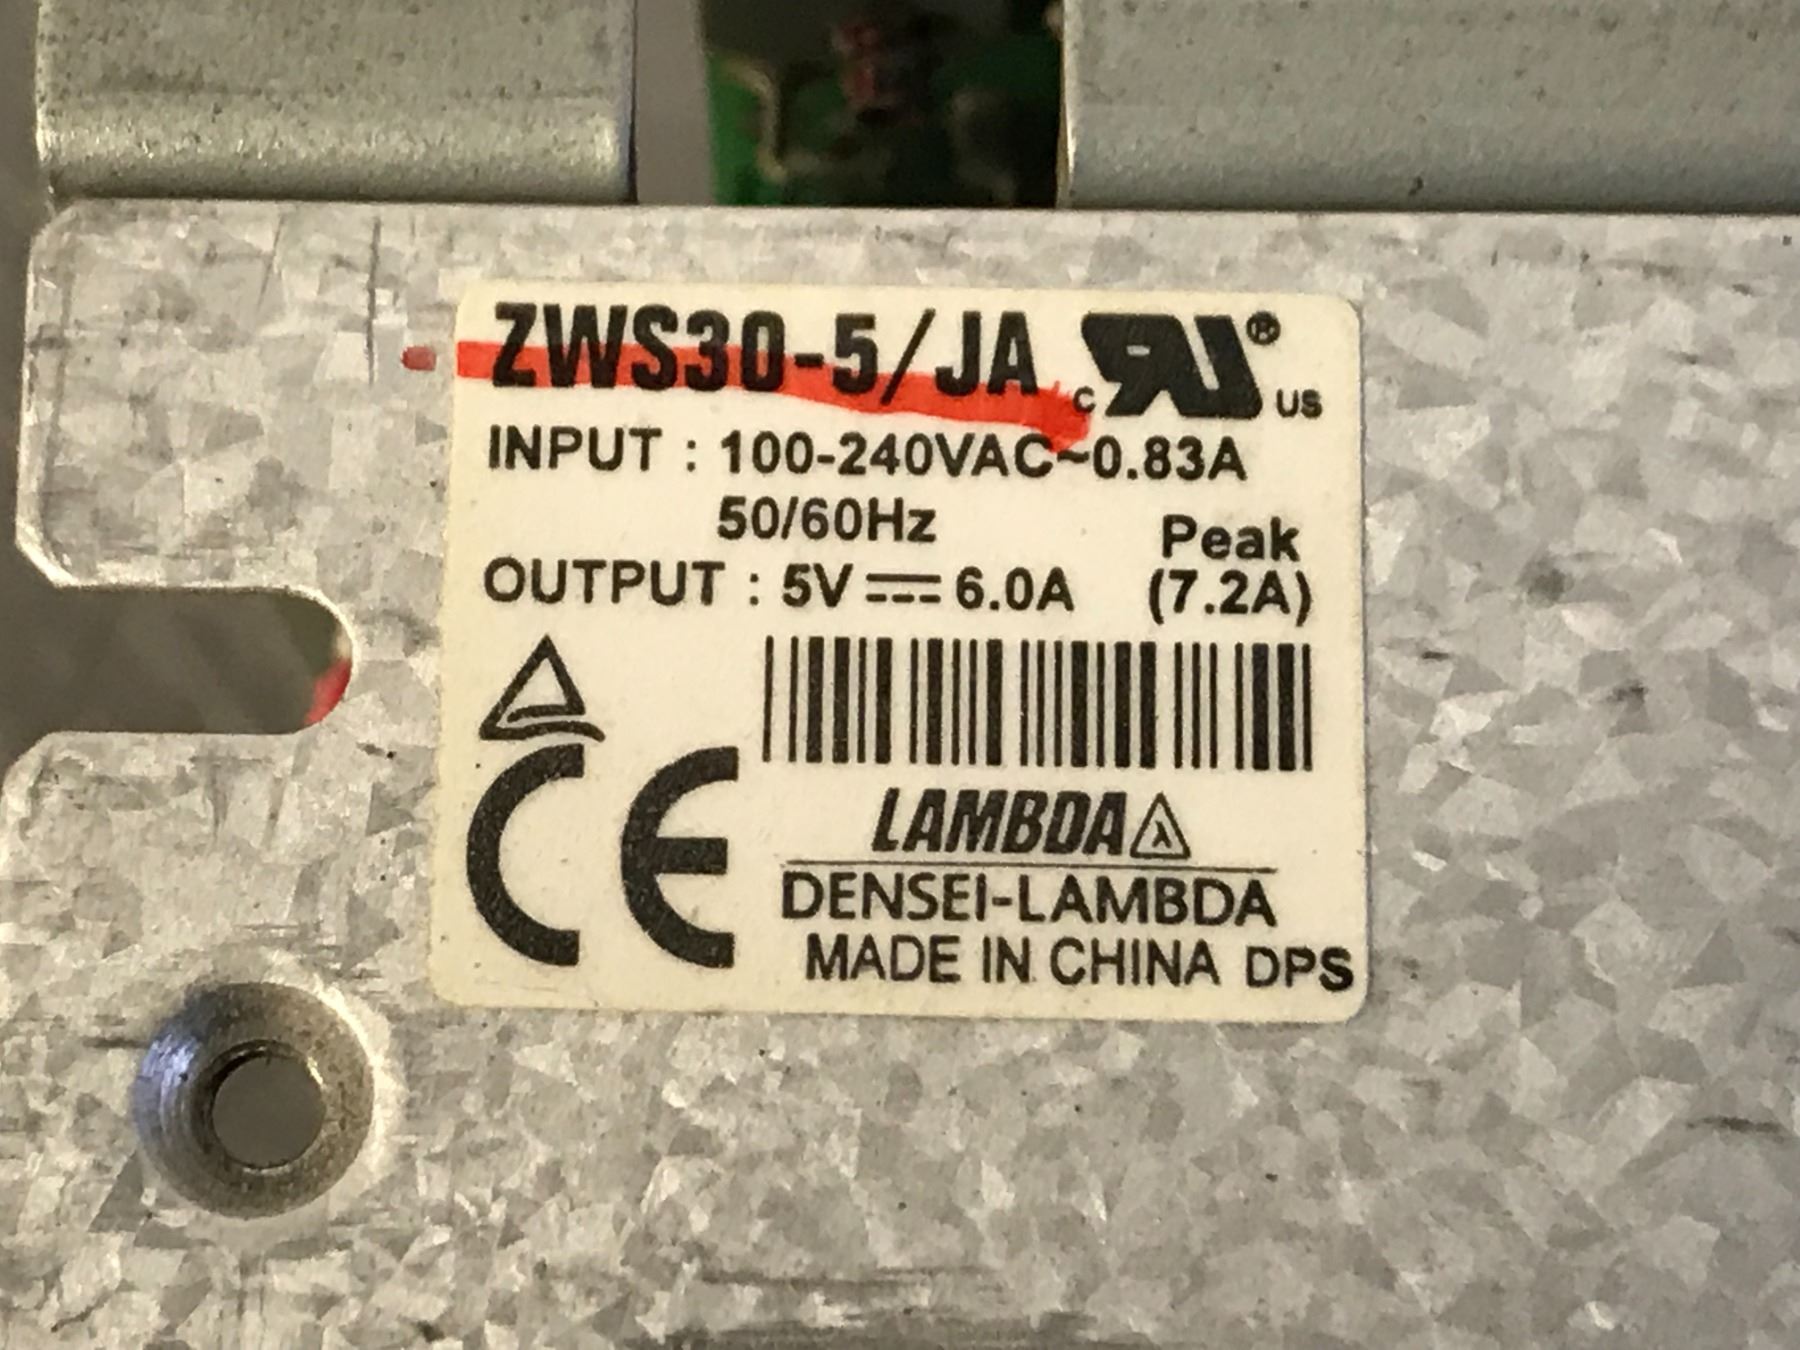 ZWS30-5/JA c RU ® US
INPUT : 100-240VAC~0.83A
50/60Hz Peak
OUTPUT : 5V⎓6.0A (7.2A)
CE
LAMBDA λ
DENSEI-LAMBDA
MADE IN CHINA DPS